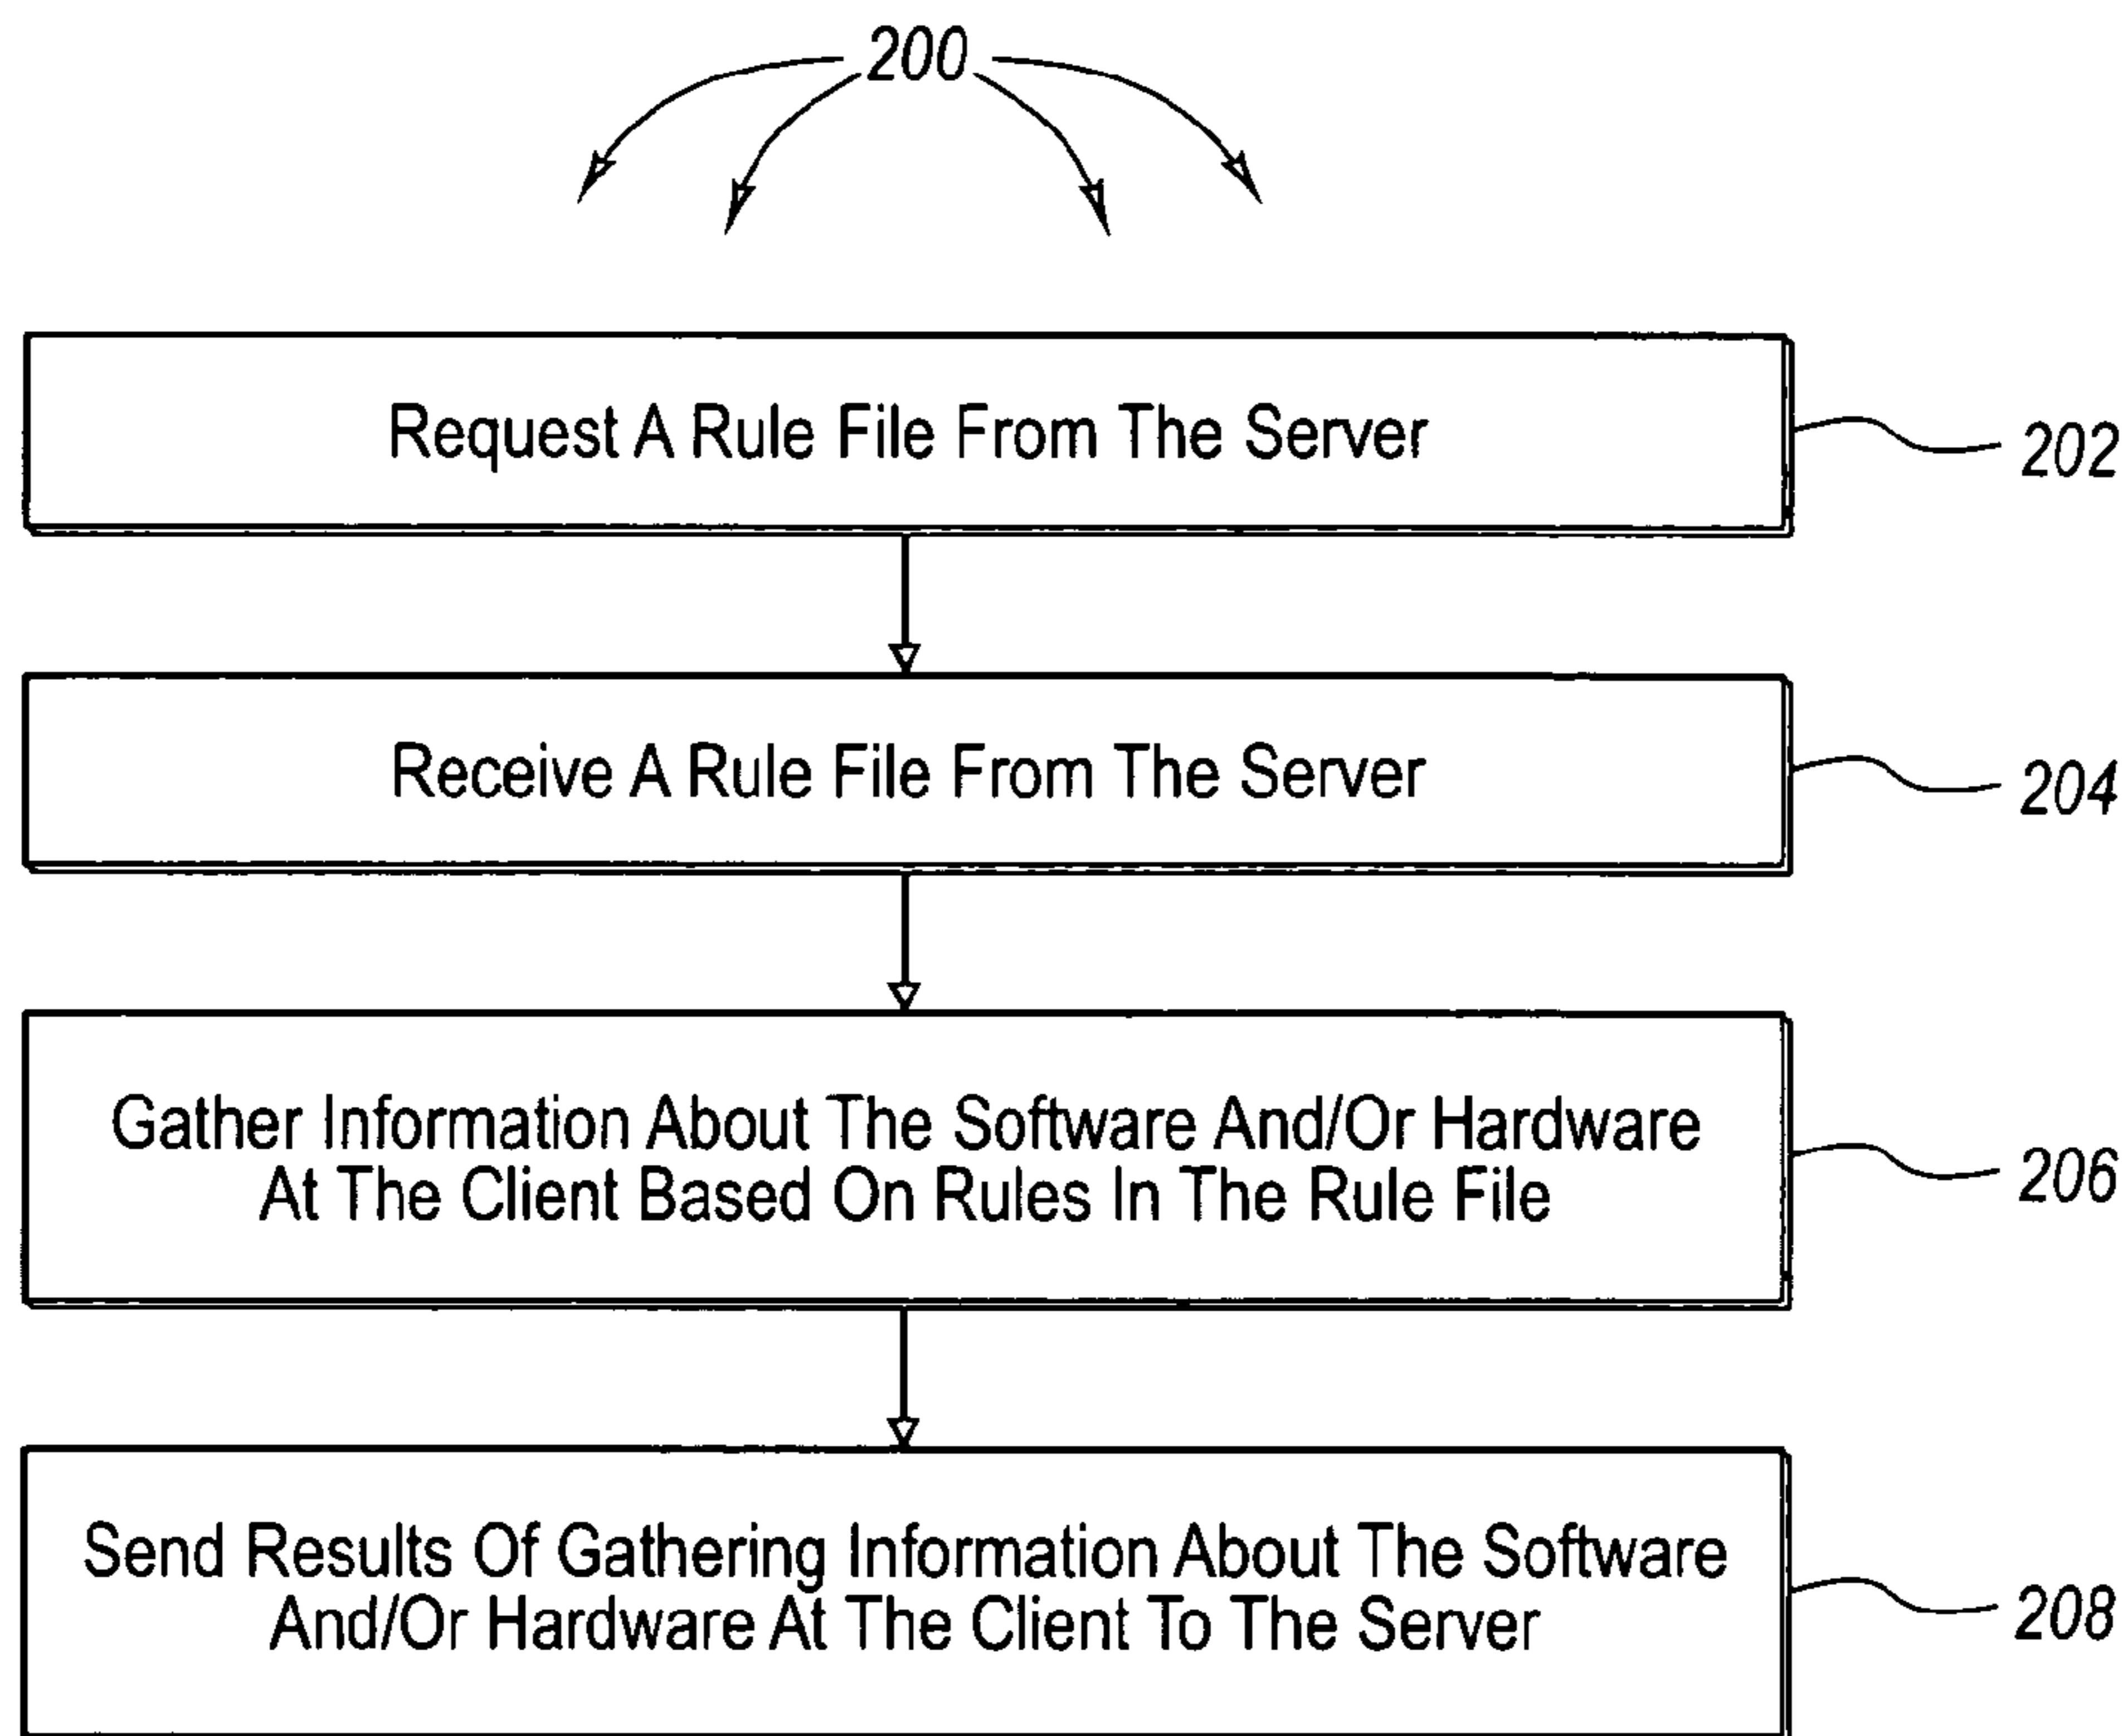 200
Request A Rule File From The Server
202
Receive A Rule File From The Server
204
Gather Information About The Software And/Or Hardware
At The Client Based On Rules In The Rule File
206
Send Results Of Gathering Information About The Software
And/Or Hardware At The Client To The Server
208